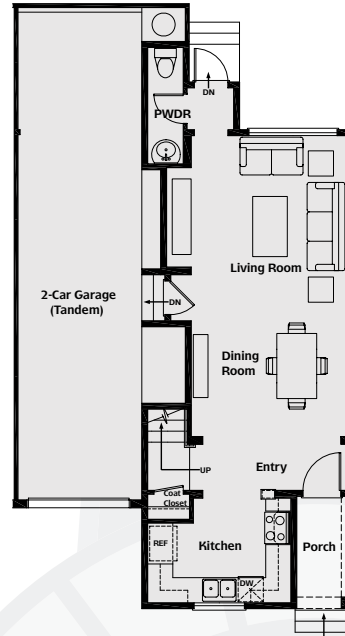 DN
PWDR
Living Room
2-Car Garage
(Tandem)
DN
Dining
Room
UP
Entry
Coat
Closet
REF
Kitchen
Porch
DW